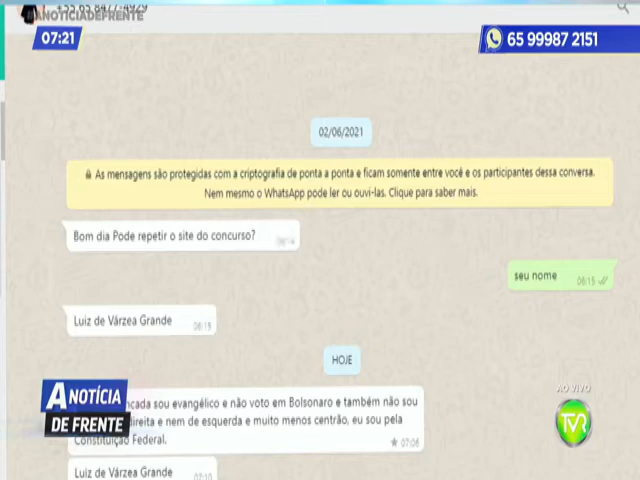 #ANOTICIADEFRENTE
07:21
65 99987 2151
02/06/2021
As mensagens são protegidas com a criptografia de ponta a ponta e ficam somente entre você e os participantes dessa conversa.
Nem mesmo o WhatsApp pode ler ou ouvi-las. Clique para saber mais.
Bom dia Pode repetir o site do concurso?
seu nome
06:15
Luiz de Várzea Grande
06:15
HOJE
cada sou evangélico e não voto em Bolsonaro e também não sou
direita e nem de esquerda e muito menos centrão, eu sou pela
Constituição Federal.
07:06
Luiz de Várzea Grande
07:10
A NOTÍCIA
DE FRENTE
AO VIVO
TVR